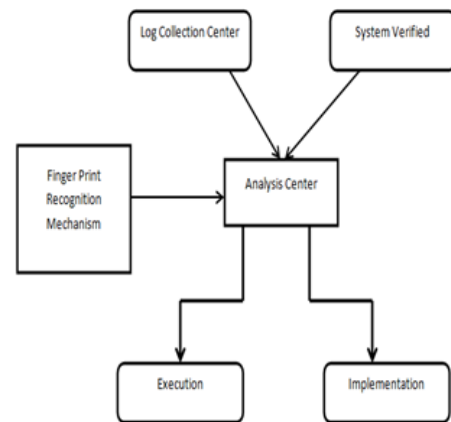 Log Collection Center
System Verified
Finger Print
Recognition
Mechanism
Analysis Center
Execution
Implementation